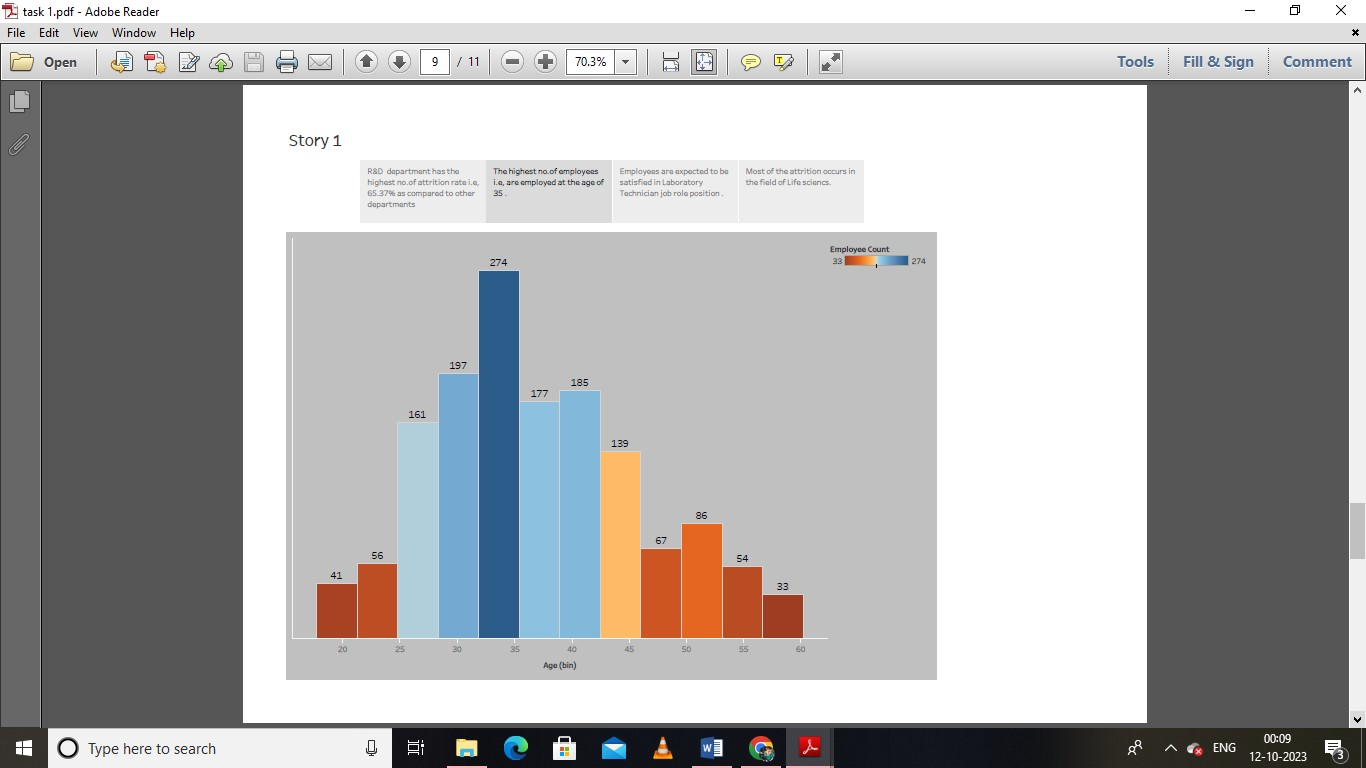 task 1.pdf - Adobe Reader
File Edit View Window Help
Open 9 / 11 70.3% Tools Fill & Sign Comment
Story 1
R&D department has the
highest no.of attrition rate i.e,
65.37% as compared to other
departments
The highest no.of employees
i.e, are employed at the age of
35 .
Employees are expected to be
satisfied in Laboratory
Technician job role position .
Most of the attrition occurs in
the field of Life sciencs.
Employee Count
33 274
274
197
185
177
161
139
86
67
56
54
41
33
20 25 30 35 40 45 50 55 60
Age (bin)
Type here to search
ENG
00:09
12-10-2023
3